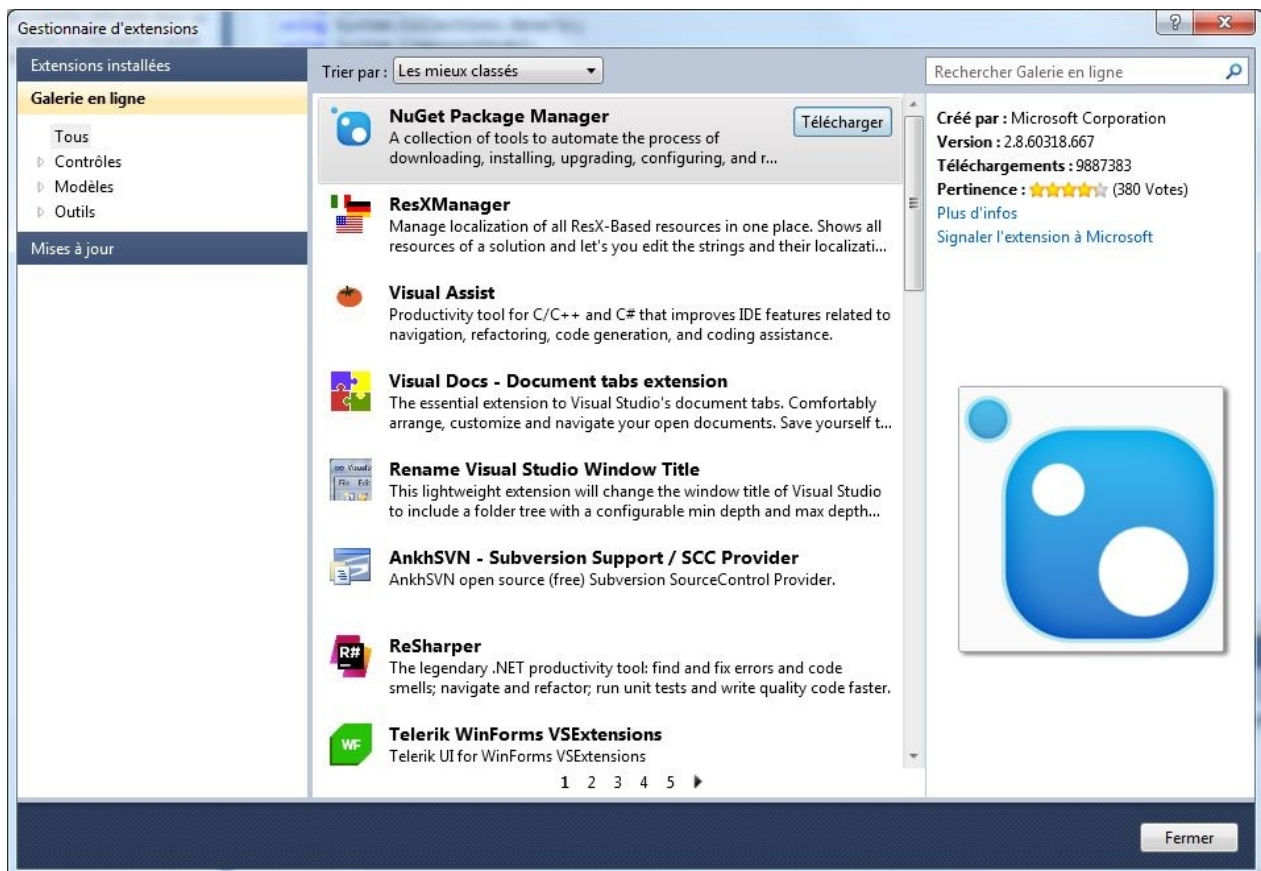 Gestionnaire d'extensions
Extensions installées
Galerie en ligne
Tous
Contrôles
Modèles
Outils
Mises à jour
Trier par : Les mieux classés
NuGet Package Manager
A collection of tools to automate the process of
downloading, installing, upgrading, configuring, and r...
Télécharger
ResXManager
Manage localization of all ResX-Based resources in one place. Shows all
resources of a solution and let's you edit the strings and their localizati...
Visual Assist
Productivity tool for C/C++ and C# that improves IDE features related to
navigation, refactoring, code generation, and coding assistance.
Visual Docs - Document tabs extension
The essential extension to Visual Studio's document tabs. Comfortably
arrange, customize and navigate your open documents. Save yourself t...
Rename Visual Studio Window Title
This lightweight extension will change the window title of Visual Studio
to include a folder tree with a configurable min depth and max depth...
AnkhSVN - Subversion Support / SCC Provider
AnkhSVN open source (free) Subversion SourceControl Provider.
R#
ReSharper
The legendary .NET productivity tool: find and fix errors and code
smells; navigate and refactor; run unit tests and write quality code faster.
WF
Telerik WinForms VSExtensions
Telerik UI for WinForms VSExtensions
1 2 3 4 5
Rechercher Galerie en ligne
Créé par : Microsoft Corporation
Version : 2.8.60318.667
Téléchargements : 9887383
Pertinence : (380 Votes)
Plus d'infos
Signaler l'extension à Microsoft
Fermer